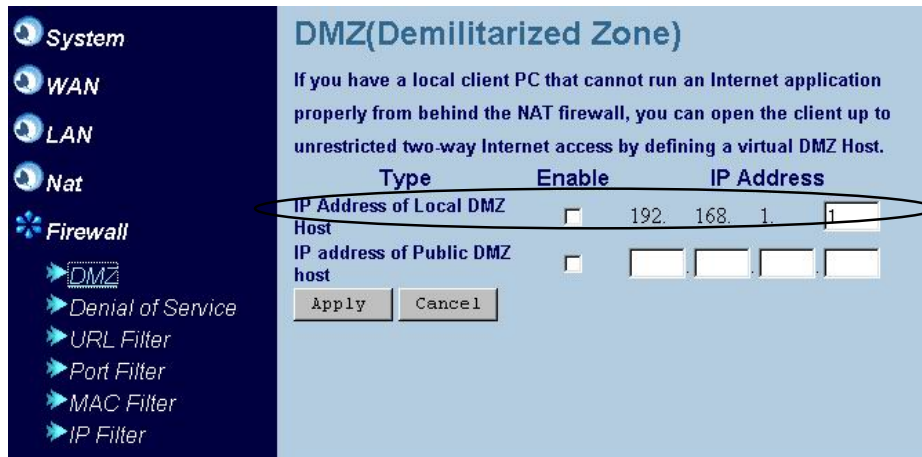 System
WAN
LAN
Nat
Firewall
DMZ
Denial of Service
URL Filter
Port Filter
MAC Filter
IP Filter
DMZ(Demilitarized Zone)
If you have a local client PC that cannot run an Internet application
properly from behind the NAT firewall, you can open the client up to
unrestricted two-way Internet access by defining a virtual DMZ Host.
Type Enable IP Address
IP Address of Local DMZ
Host 192. 168. 1. 1
IP address of Public DMZ
host . . .
Apply Cancel